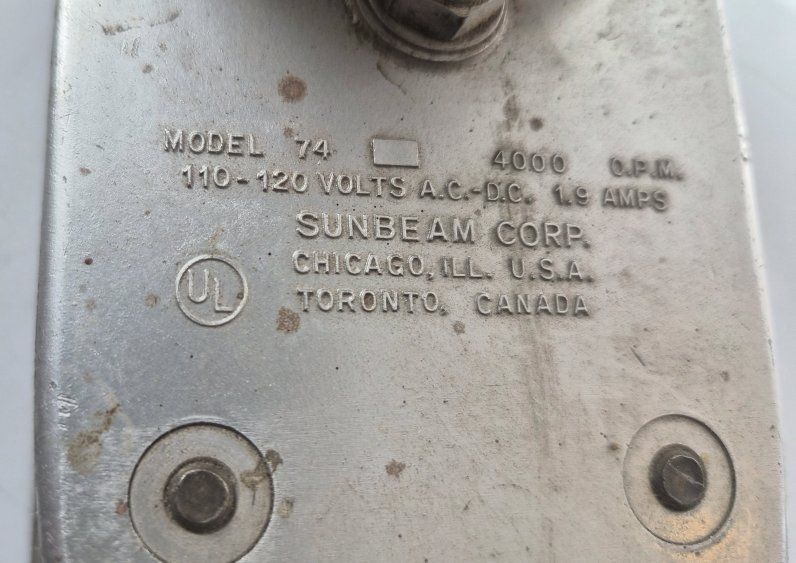 MODEL 74 4000 O.P.M.
110-120 VOLTS A.C.-D.C. 1.9 AMPS
SUNBEAM CORP.
CHICAGO, ILL. U.S.A.
UL
TORONTO, CANADA